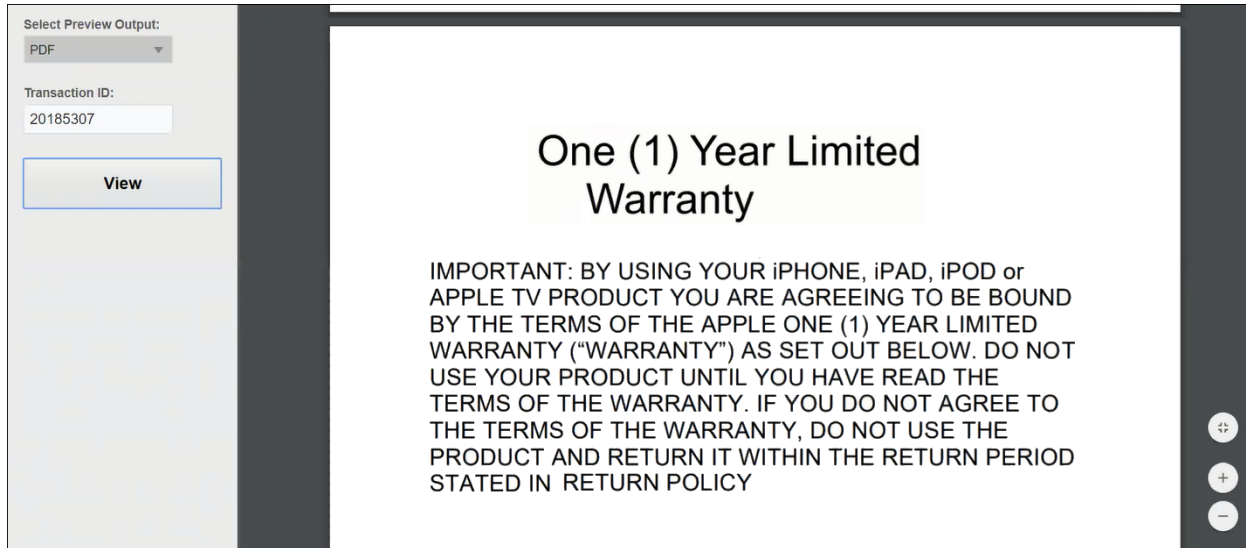 Select Preview Output:
PDF
Transaction ID:
20185307
View
One (1) Year Limited
Warranty
IMPORTANT: BY USING YOUR iPHONE, iPAD, iPOD or
APPLE TV PRODUCT YOU ARE AGREEING TO BE BOUND
BY THE TERMS OF THE APPLE ONE (1) YEAR LIMITED
WARRANTY (“WARRANTY”) AS SET OUT BELOW. DO NOT
USE YOUR PRODUCT UNTIL YOU HAVE READ THE
TERMS OF THE WARRANTY. IF YOU DO NOT AGREE TO
THE TERMS OF THE WARRANTY, DO NOT USE THE
PRODUCT AND RETURN IT WITHIN THE RETURN PERIOD
STATED IN RETURN POLICY